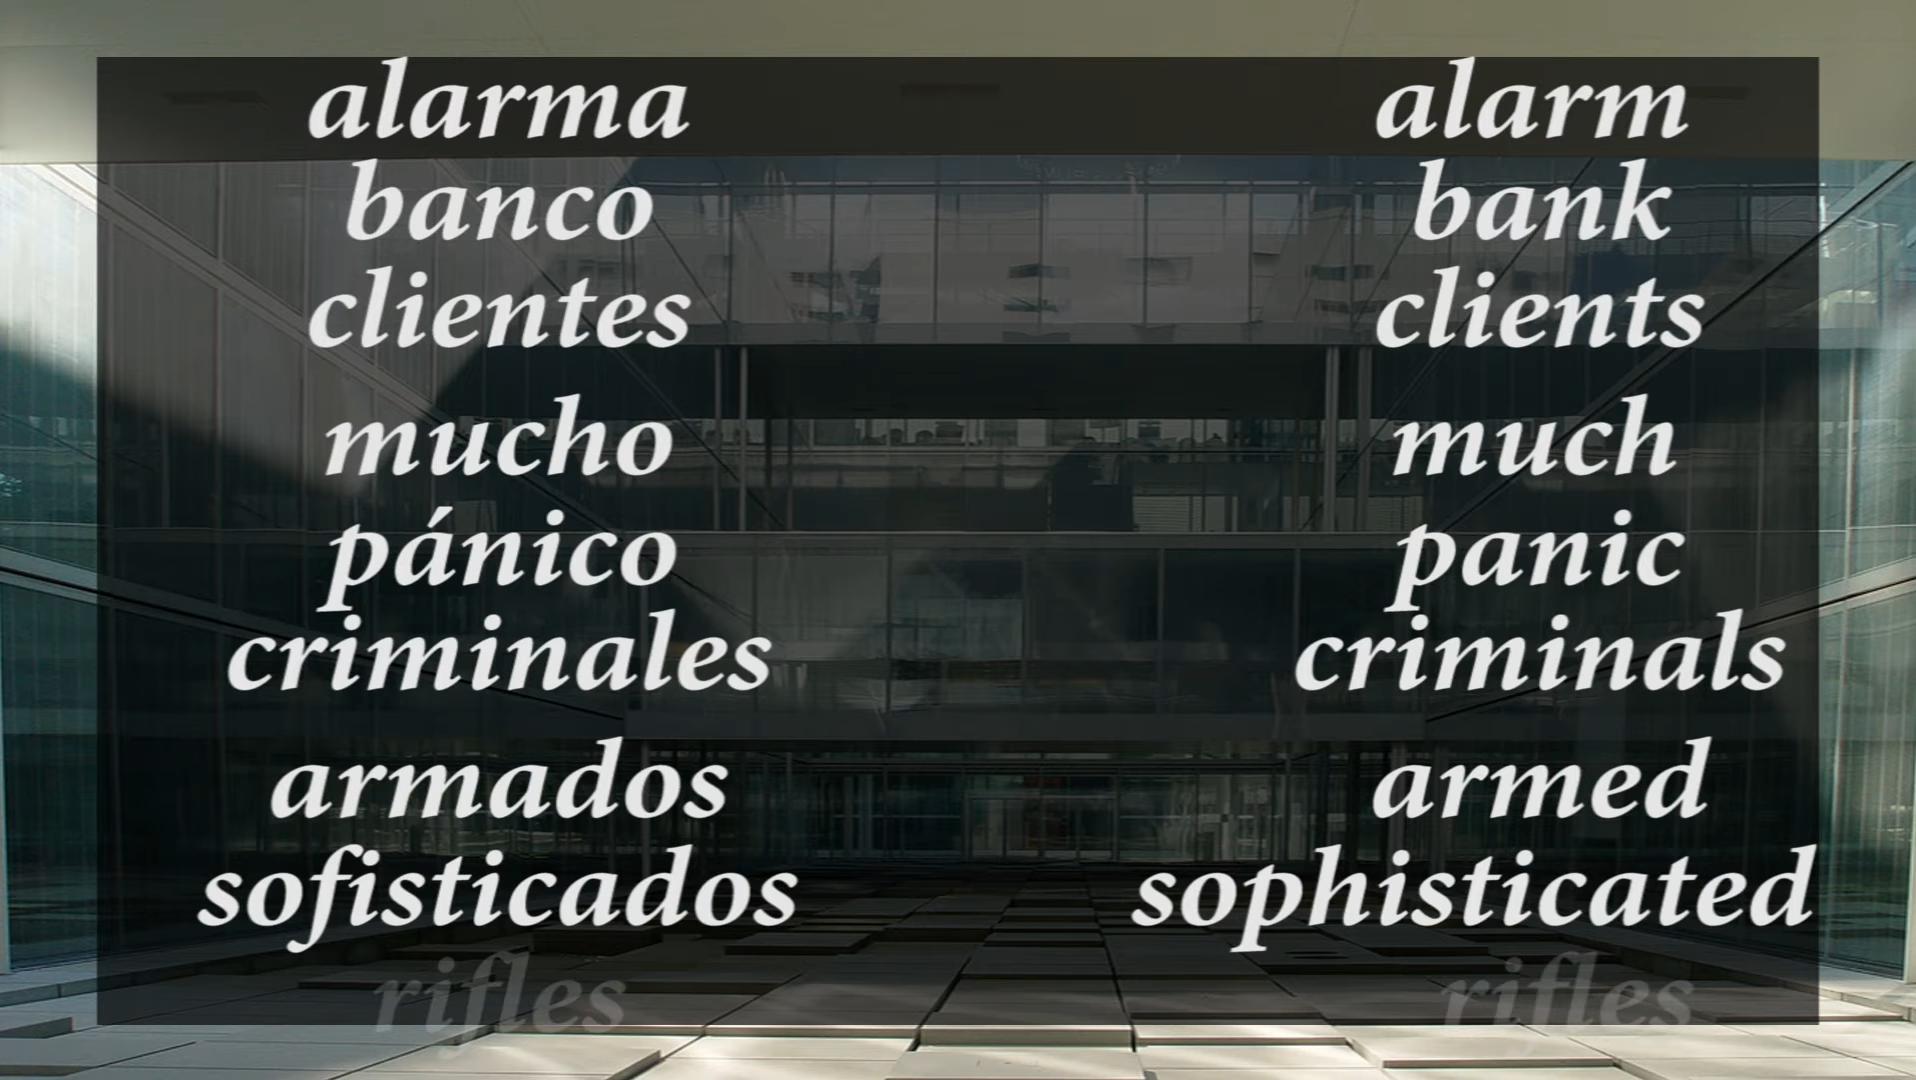 alarma alarm
banco bank
clientes clients
mucho much
pánico panic
criminales criminals
armados armed
sofisticados sophisticated
rifles rifles